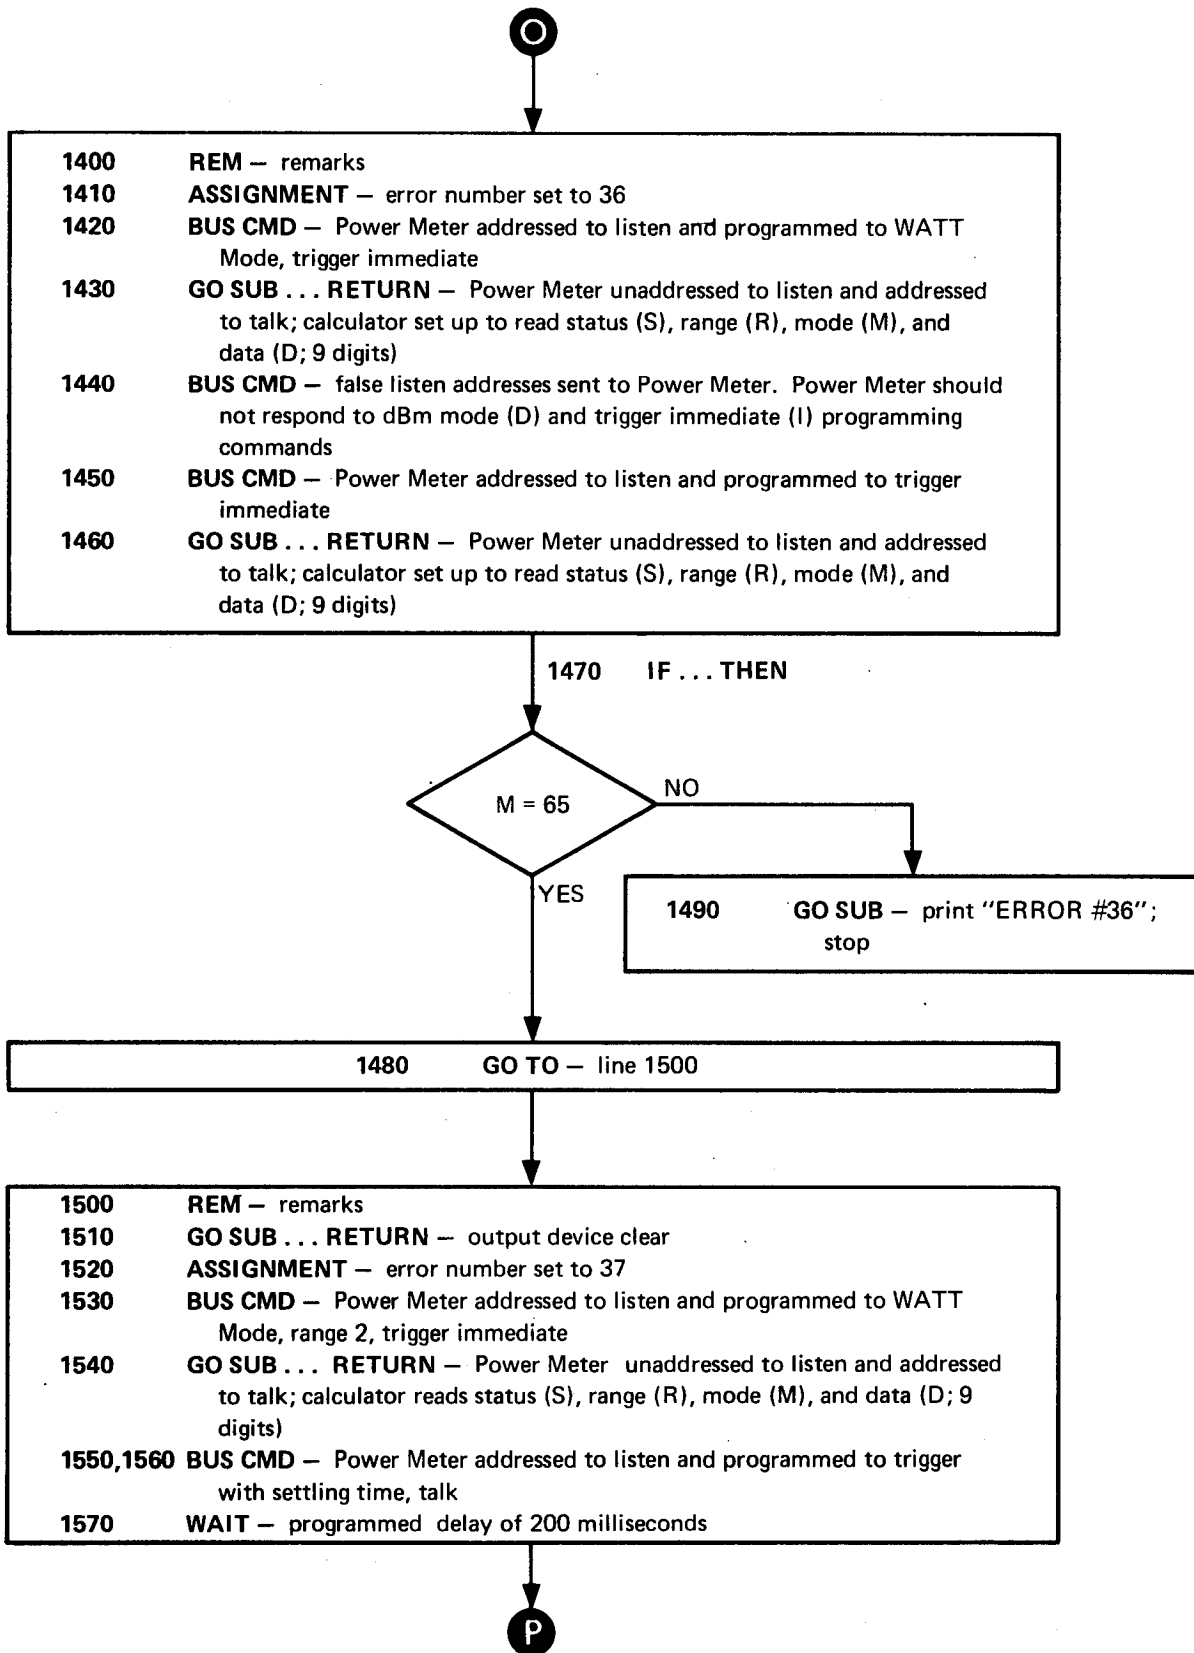 O
1400 REM — remarks
1410 ASSIGNMENT — error number set to 36
1420 BUS CMD — Power Meter addressed to listen and programmed to WATT
Mode, trigger immediate
1430 GO SUB . . . RETURN — Power Meter unaddressed to listen and addressed
to talk; calculator set up to read status (S), range (R), mode (M), and
data (D; 9 digits)
1440 BUS CMD — false listen addresses sent to Power Meter. Power Meter should
not respond to dBm mode (D) and trigger immediate (I) programming
commands
1450 BUS CMD — Power Meter addressed to listen and programmed to trigger
immediate
1460 GO SUB . . . RETURN — Power Meter unaddressed to listen and addressed
to talk; calculator set up to read status (S), range (R), mode (M), and
data (D; 9 digits)
1470 IF . . . THEN
M = 65
NO
YES
1490 GO SUB — print "ERROR #36";
stop
1480 GO TO — line 1500
1500 REM — remarks
1510 GO SUB . . . RETURN — output device clear
1520 ASSIGNMENT — error number set to 37
1530 BUS CMD — Power Meter addressed to listen and programmed to WATT
Mode, range 2, trigger immediate
1540 GO SUB . . . RETURN — Power Meter unaddressed to listen and addressed
to talk; calculator reads status (S), range (R), mode (M), and data (D; 9
digits)
1550,1560 BUS CMD — Power Meter addressed to listen and programmed to trigger
with settling time, talk
1570 WAIT — programmed delay of 200 milliseconds
P